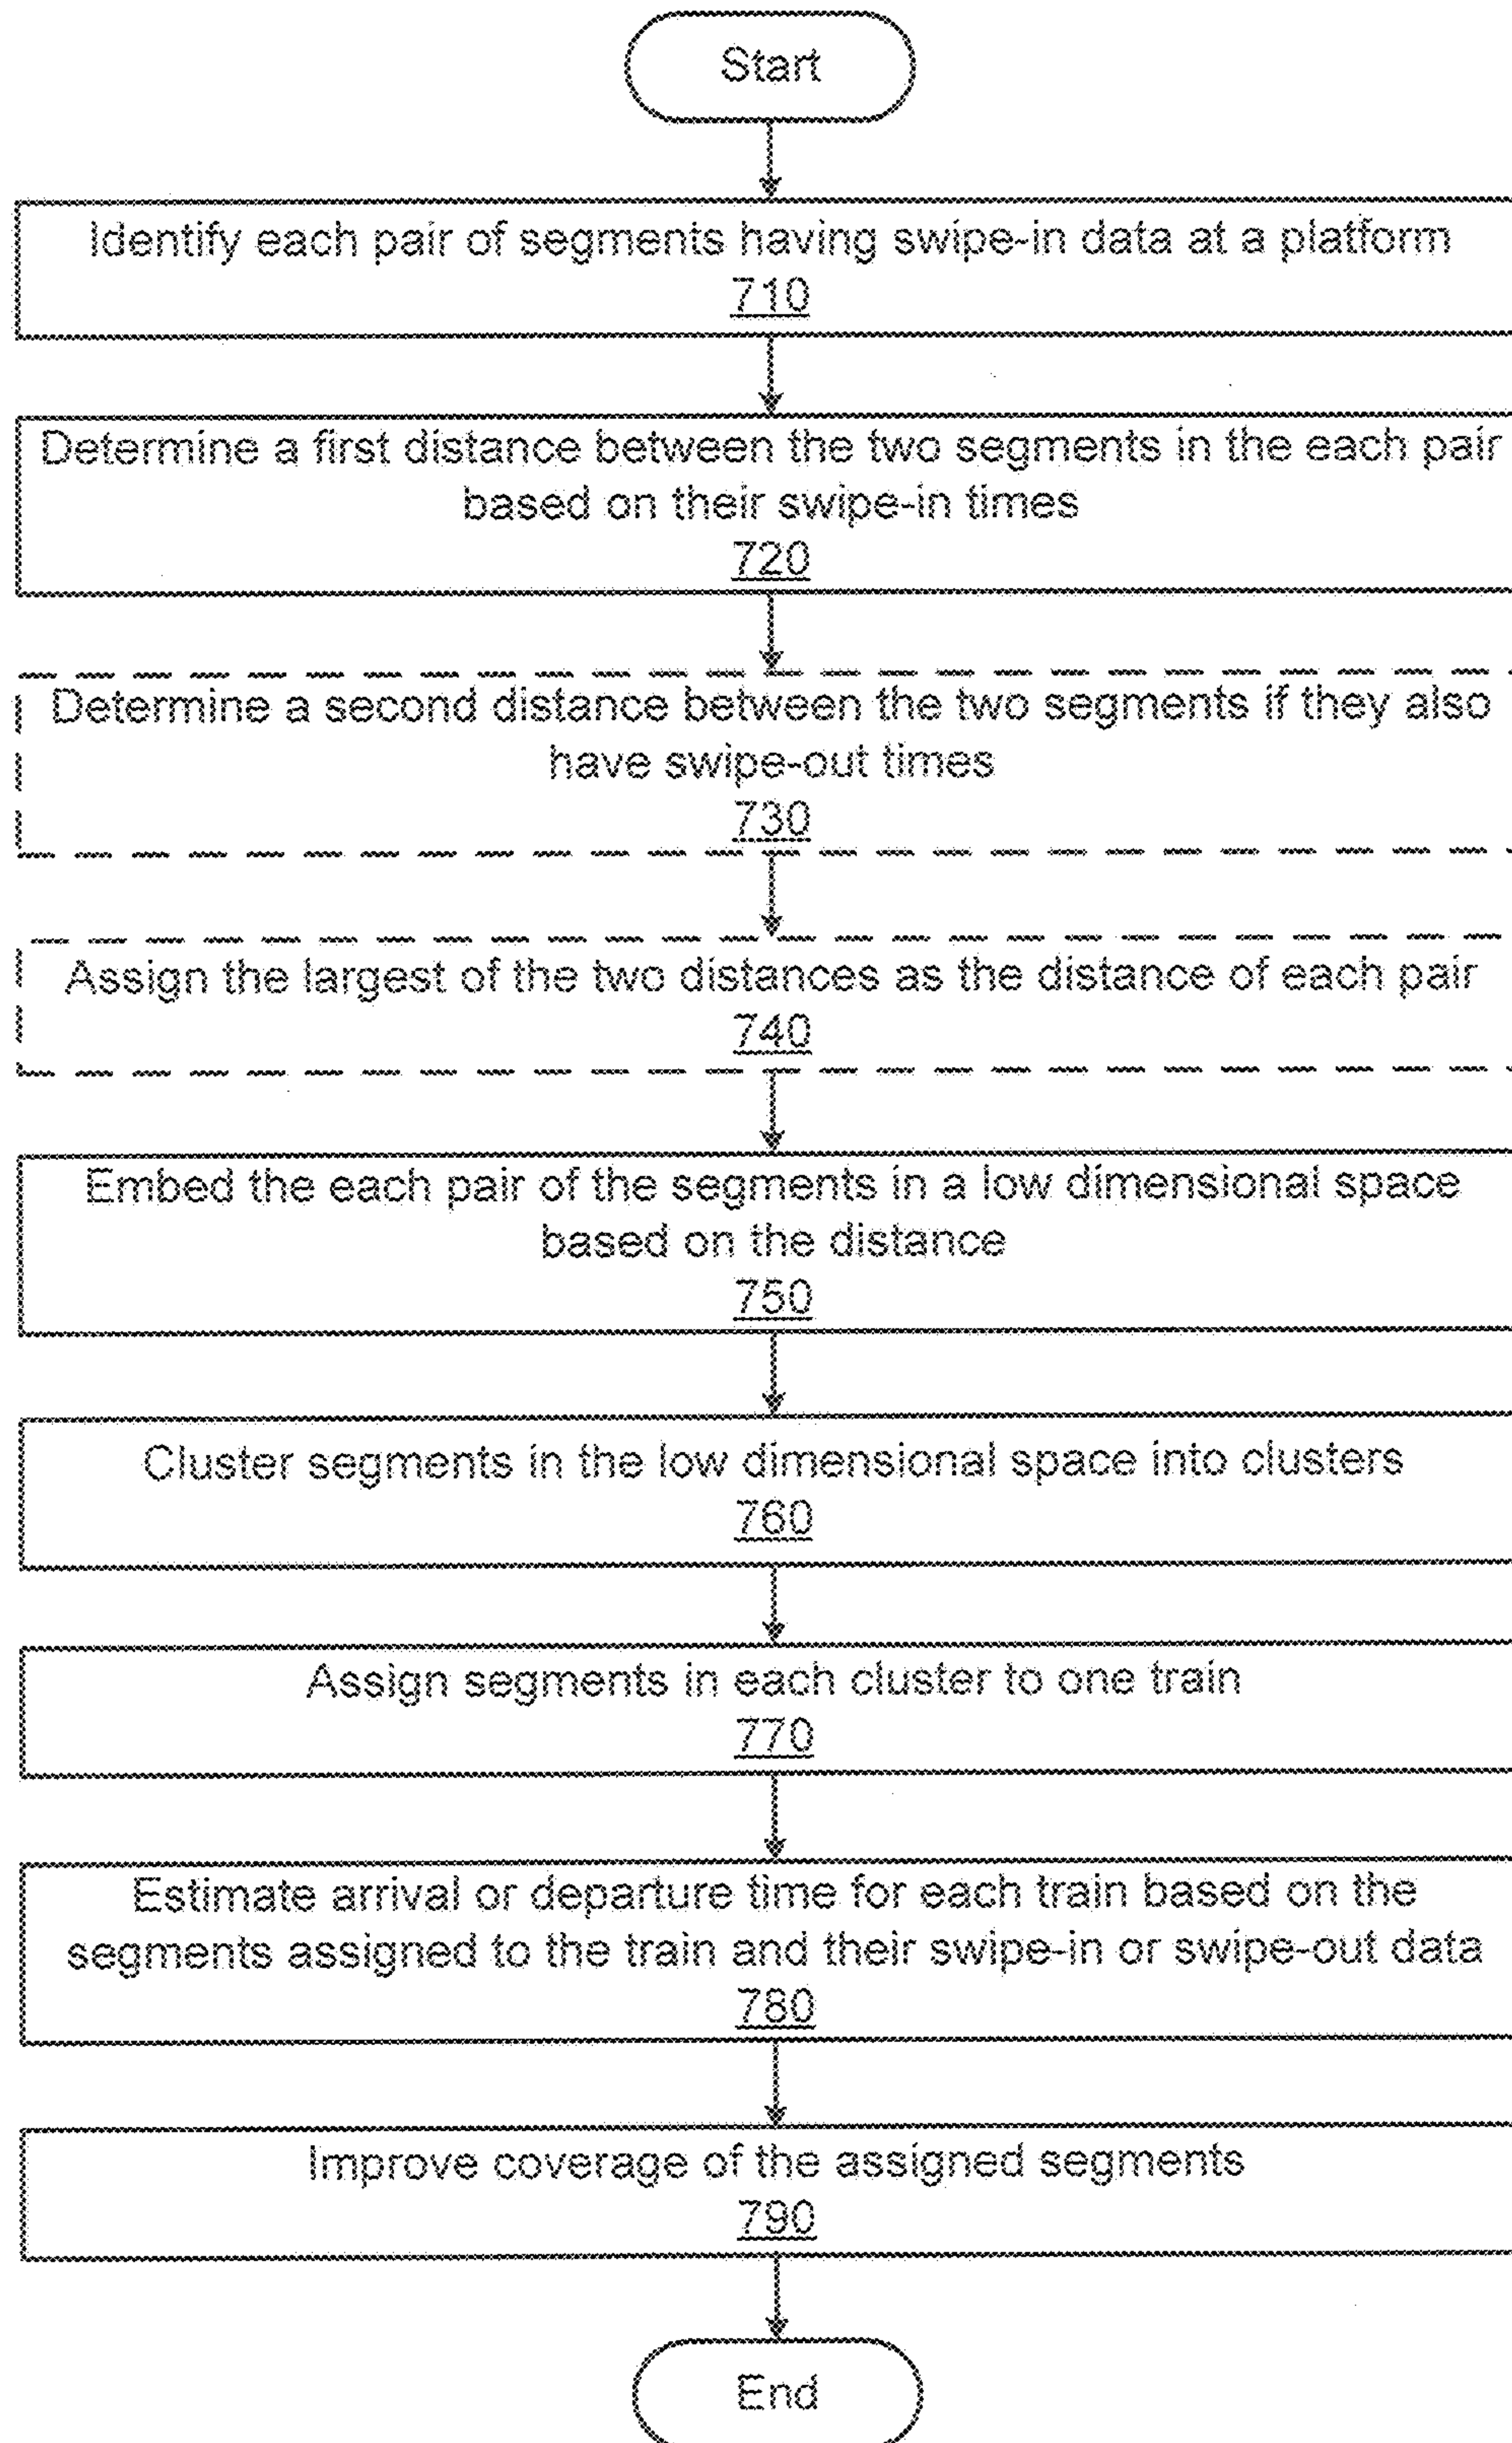 Start
Identify each pair of segments having swipe-in data at a platform
710
Determine a first distance between the two segments in the each pair
based on their swipe-in times
720
Determine a second distance between the two segments if they also
have swipe-out times
730
Assign the largest of the two distances as the distance of each pair
740
Embed the each pair of the segments in a low dimensional space
based on the distance
750
Cluster segments in the low dimensional space into clusters
760
Assign segments in each cluster to one train
770
Estimate arrival or departure time for each train based on the
segments assigned to the train and their swipe-in or swipe-out data
780
Improve coverage of the assigned segments
790
End